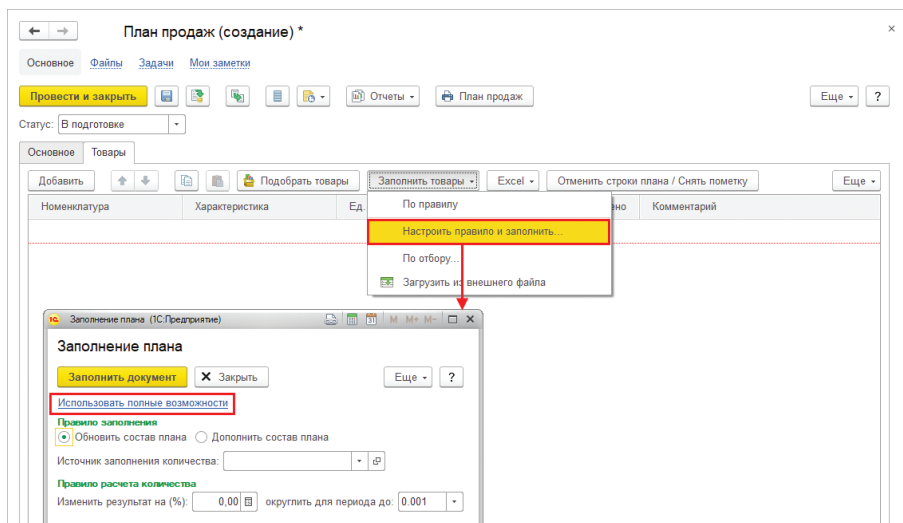 План продаж (создание) *
Основное Файлы Задачи Мои заметки
Провести и закрыть Отчеты План продаж Еще ?
Статус: В подготовке
Основное Товары
Добавить Подобрать товары Заполнить товары Excel Отменить строки плана / Снять пометку Еще
Номенклатура Характеристика Ед. но Комментарий
По правилу
Настроить правило и заполнить...
По отбору...
Загрузить из внешнего файла
Заполнение плана (1С:Предприятие) 31 M M+ M-
Заполнение плана
Заполнить документ Закрыть Еще ?
Использовать полные возможности
Правило заполнения
Обновить состав плана Дополнить состав плана
Источник заполнения количества:
Правило расчета количества
Изменить результат на (%): 0,00 округлить для периода до: 0.001